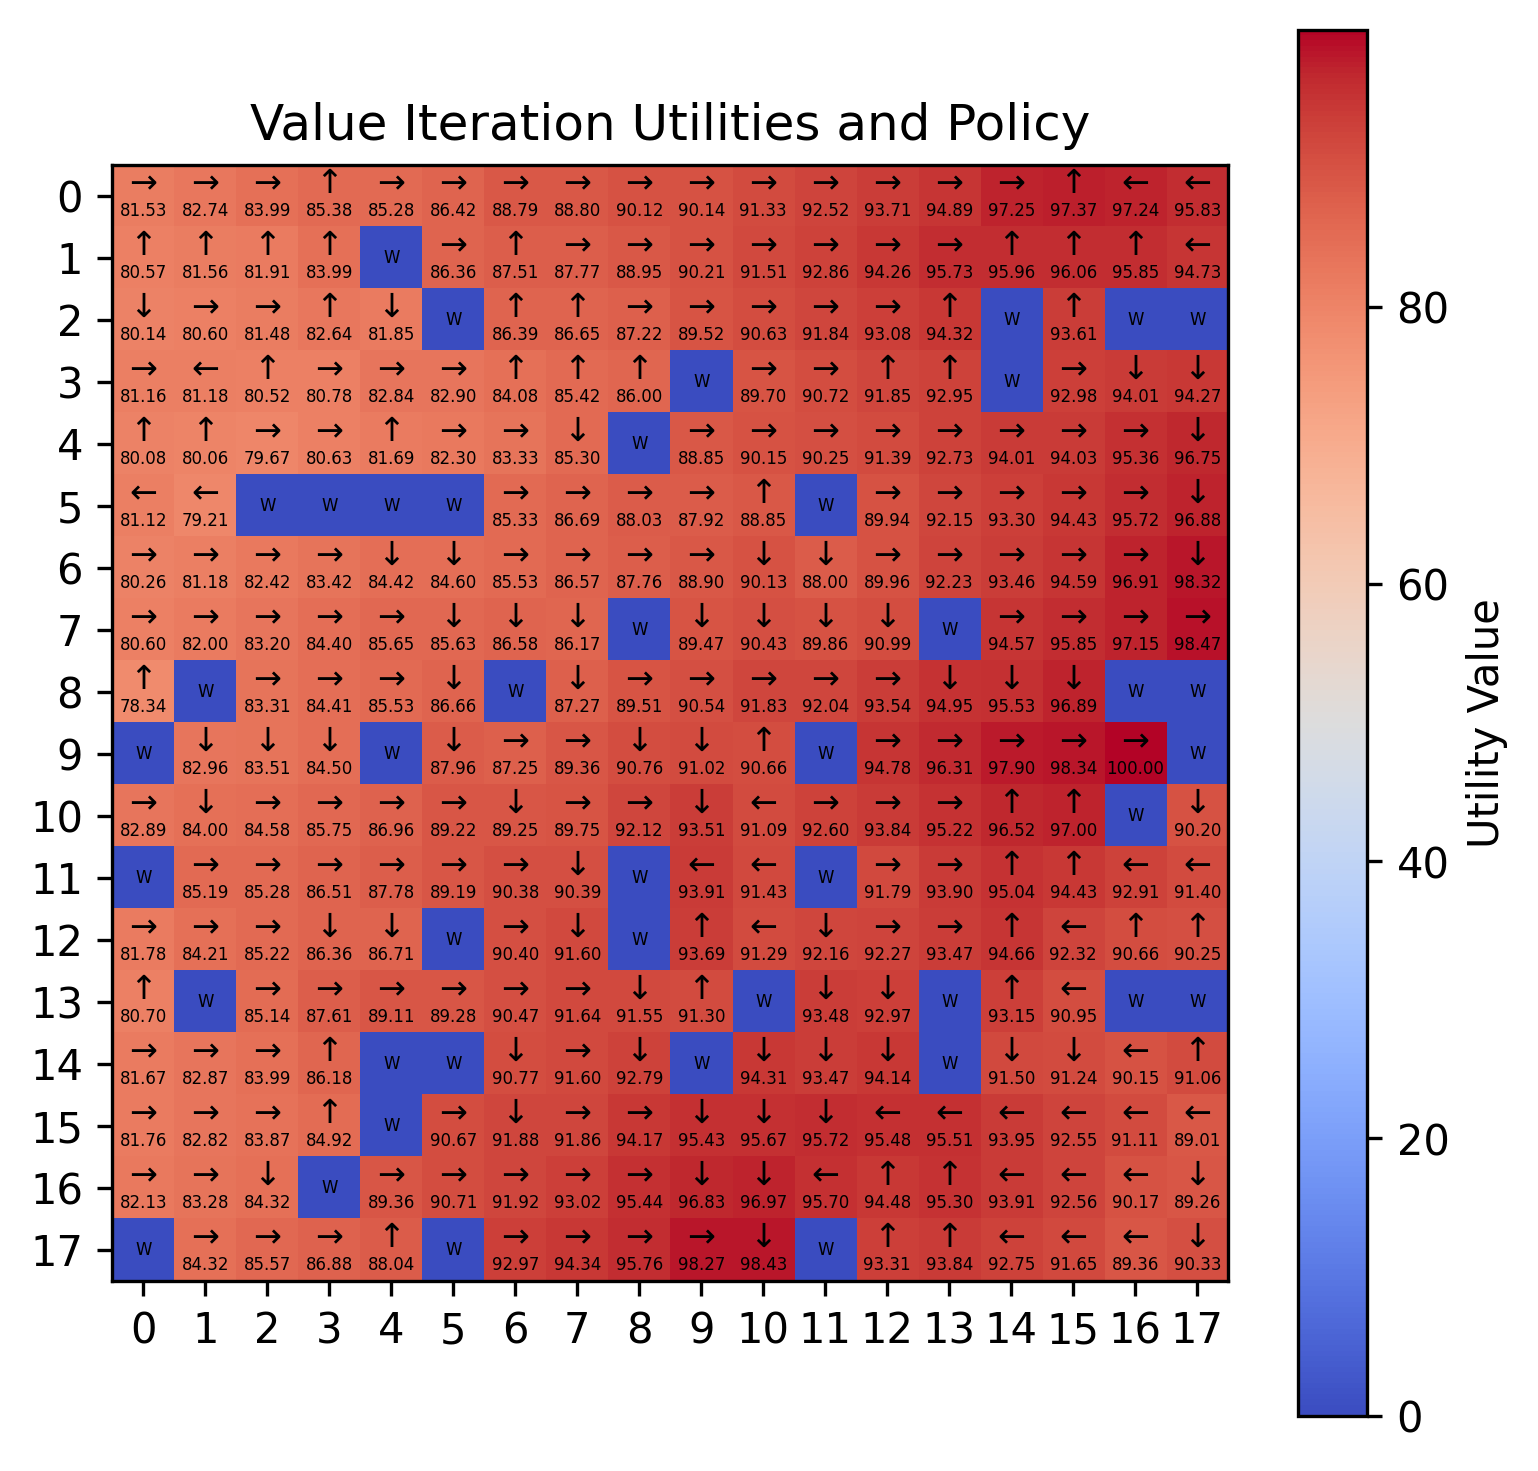 Value Iteration Utilities and Policy
→ → → ↑ → → → → → → → → → → → ↑ ← ←
0 81.53 82.74 83.99 85.38 85.28 86.42 88.79 88.80 90.12 90.14 91.33 92.52 93.71 94.89 97.25 97.37 97.24 95.83
↑ ↑ ↑ ↑ W → ↑ → → → → → → → ↑ ↑ ↑ ←
1 80.57 81.56 81.91 83.99 86.36 87.51 87.77 88.95 90.21 91.51 92.86 94.26 95.73 95.96 96.06 95.85 94.73
↓ → → ↑ ↓ W ↑ ↑ → → → → → ↑ W ↑ W W
2 80.14 80.60 81.48 82.64 81.85 86.39 86.65 87.22 89.52 90.63 91.84 93.08 94.32 93.61
→ ← ↑ → → → ↑ ↑ ↑ W → → ↑ ↑ W → ↓ ↓
3 81.16 81.18 80.52 80.78 82.84 82.90 84.08 85.42 86.00 89.70 90.72 91.85 92.95 92.98 94.01 94.27
↑ ↑ → → ↑ → → ↓ W → → → → → → → → ↓
4 80.08 80.06 79.67 80.63 81.69 82.30 83.33 85.30 88.85 90.15 90.25 91.39 92.73 94.01 94.03 95.36 96.75
← ← W W W W → → → → ↑ W → → → → → ↓
5 81.12 79.21 85.33 86.69 88.03 87.92 88.85 89.94 92.15 93.30 94.43 95.72 96.88
→ → → → ↓ ↓ → → → → ↓ ↓ → → → → → ↓
6 80.26 81.18 82.42 83.42 84.42 84.60 85.53 86.57 87.76 88.90 90.13 88.00 89.96 92.23 93.46 94.59 96.91 98.32
→ → → → → ↓ ↓ ↓ W ↓ ↓ ↓ ↓ W → → → →
7 80.60 82.00 83.20 84.40 85.65 85.63 86.58 86.17 89.47 90.43 89.86 90.99 94.57 95.85 97.15 98.47
↑ W → → → ↓ W ↓ → → → → → ↓ ↓ ↓ W W
8 78.34 83.31 84.41 85.53 86.66 87.27 89.51 90.54 91.83 92.04 93.54 94.95 95.53 96.89
W ↓ ↓ ↓ W ↓ → → ↓ ↓ ↑ W → → → → → W
9 82.96 83.51 84.50 87.96 87.25 89.36 90.76 91.02 90.66 94.78 96.31 97.90 98.34 100.00
→ ↓ → → → → ↓ → → ↓ ← → → → ↑ ↑ W ↓
10 82.89 84.00 84.58 85.75 86.96 89.22 89.25 89.75 92.12 93.51 91.09 92.60 93.84 95.22 96.52 97.00 90.20
W → → → → → → ↓ W ← ← W → → ↑ ↑ ← ←
11 85.19 85.28 86.51 87.78 89.19 90.38 90.39 93.91 91.43 91.79 93.90 95.04 94.43 92.91 91.40
→ → → ↓ ↓ W → ↓ W ↑ ← ↓ → → ↑ ← ↑ ↑
12 81.78 84.21 85.22 86.36 86.71 90.40 91.60 93.69 91.29 92.16 92.27 93.47 94.66 92.32 90.66 90.25
↑ W → → → → → → ↓ ↑ W ↓ ↓ W ↑ ← W W
13 80.70 85.14 87.61 89.11 89.28 90.47 91.64 91.55 91.30 93.48 92.97 93.15 90.95
→ → → ↑ W W ↓ → ↓ W ↓ ↓ ↓ W ↓ ↓ ← ↑
14 81.67 82.87 83.99 86.18 90.77 91.60 92.79 94.31 93.47 94.14 91.50 91.24 90.15 91.06
→ → → ↑ W → ↓ → → ↓ ↓ ↓ ← ← ← ← ← ←
15 81.76 82.82 83.87 84.92 90.67 91.88 91.86 94.17 95.43 95.67 95.72 95.48 95.51 93.95 92.55 91.11 89.01
→ → ↓ W → → → → → ↓ ↓ ← ↑ ↑ ← ← ← ↓
16 82.13 83.28 84.32 89.36 90.71 91.92 93.02 95.44 96.83 96.97 95.70 94.48 95.30 93.91 92.56 90.17 89.26
W → → → ↑ W → → → → ↓ W ↑ ↑ ← ← ← ↓
17 84.32 85.57 86.88 88.04 92.97 94.34 95.76 98.27 98.43 93.31 93.84 92.75 91.65 89.36 90.33
0 1 2 3 4 5 6 7 8 9 10 11 12 13 14 15 16 17
80
60
40
20
0
Utility Value